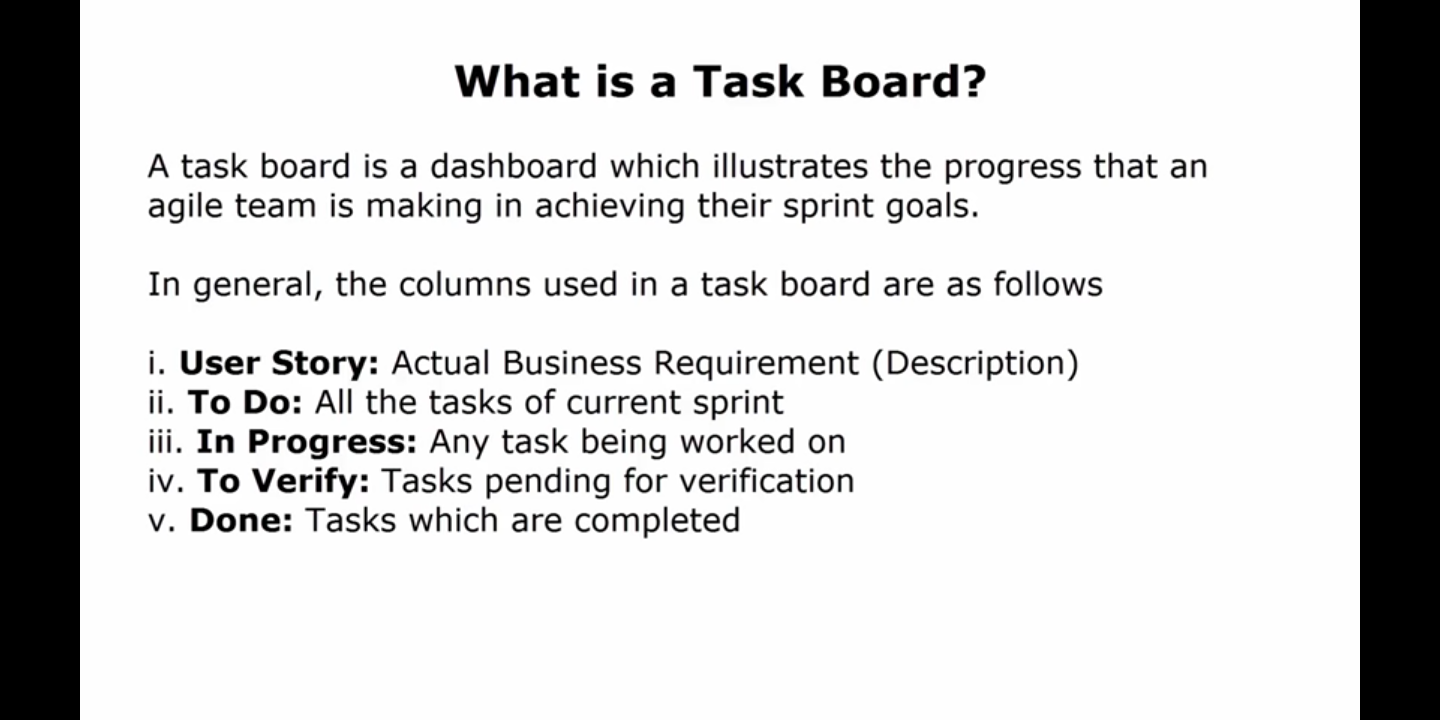 What is a Task Board?
A task board is a dashboard which illustrates the progress that an
agile team is making in achieving their sprint goals.
In general, the columns used in a task board are as follows
i. User Story: Actual Business Requirement (Description)
ii. To Do: All the tasks of current sprint
iii. In Progress: Any task being worked on
iv. To Verify: Tasks pending for verification
v. Done: Tasks which are completed